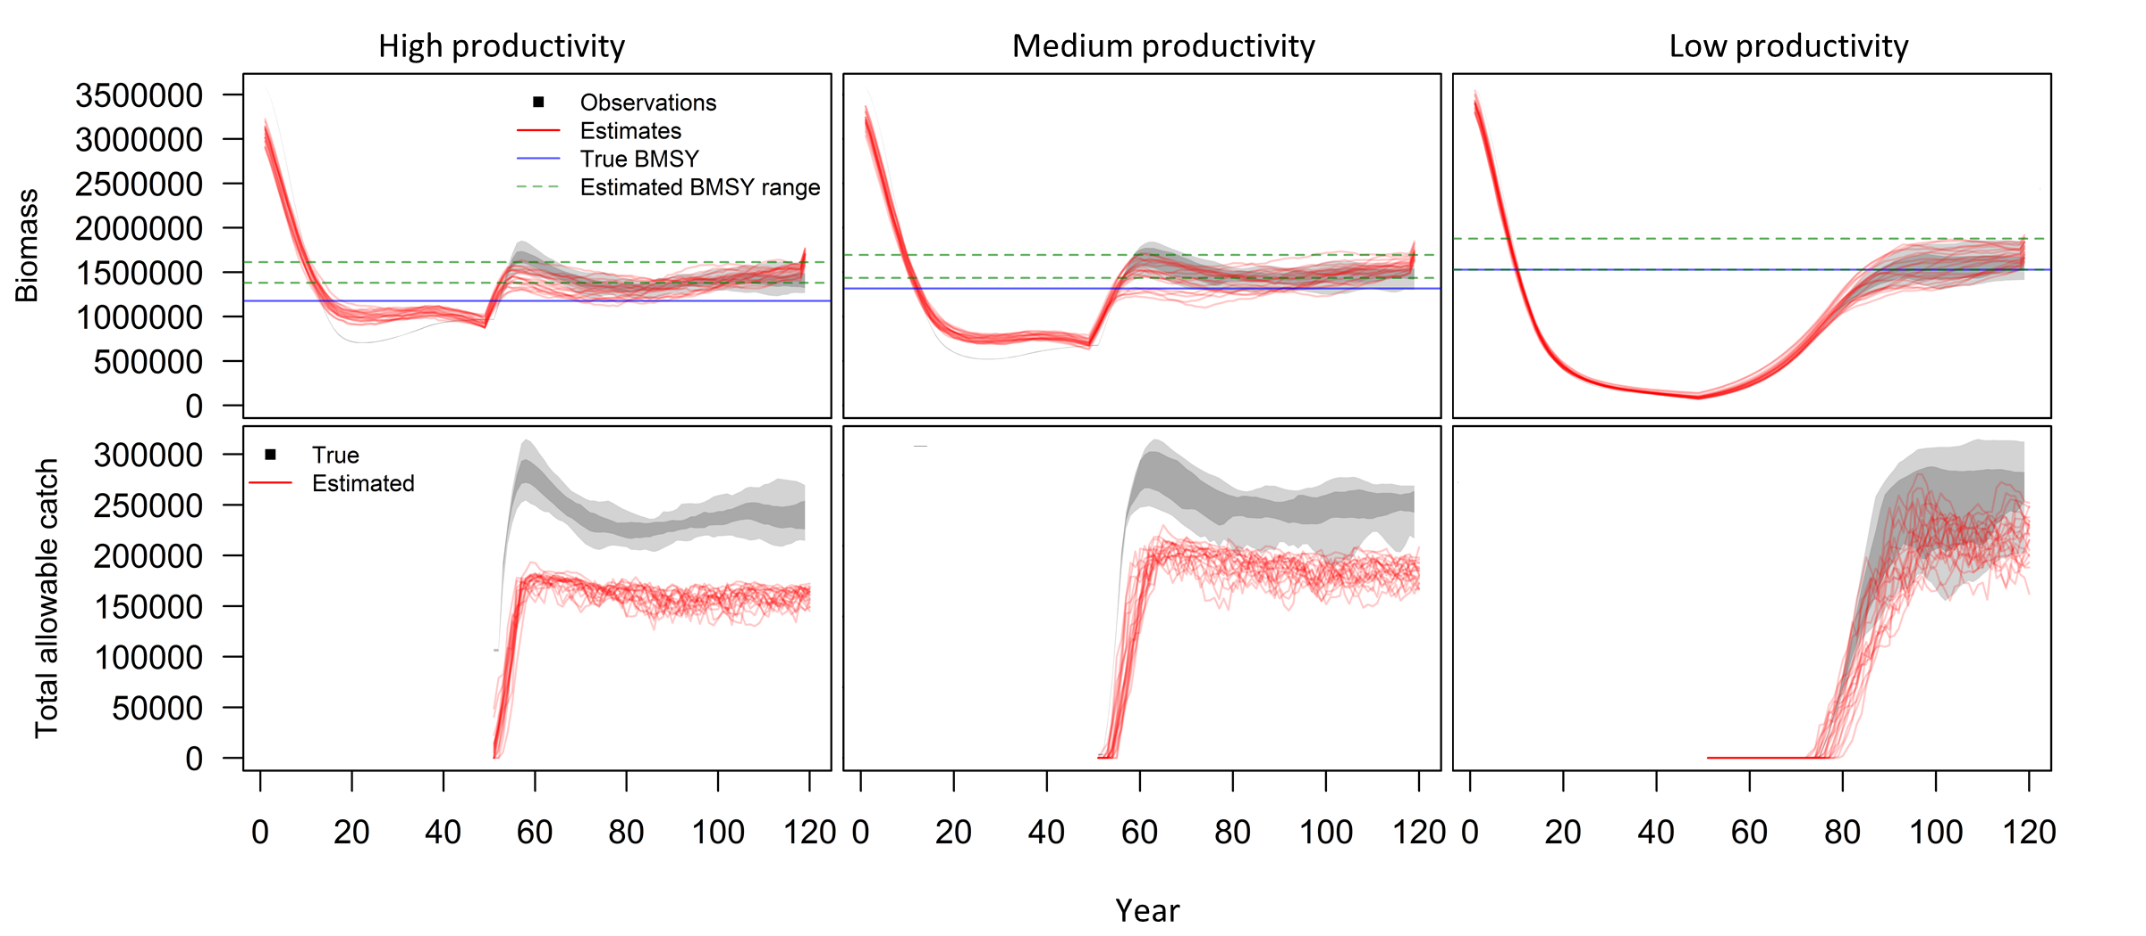 High productivity
Medium productivity
Low productivity
Biomass
3500000
3000000
2500000
2000000
1500000
1000000
500000
0
Observations
Estimates
True BMSY
Estimated BMSY range
Total allowable catch
300000
250000
200000
150000
100000
50000
0
True
Estimated
0 20 40 60 80 100 120
0 20 40 60 80 100 120
0 20 40 60 80 100 120
Year